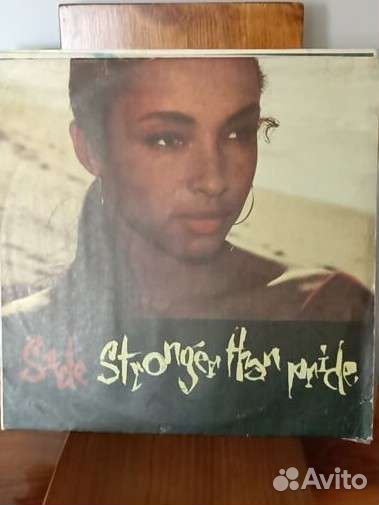 Sade Stronger than pride.
Avito